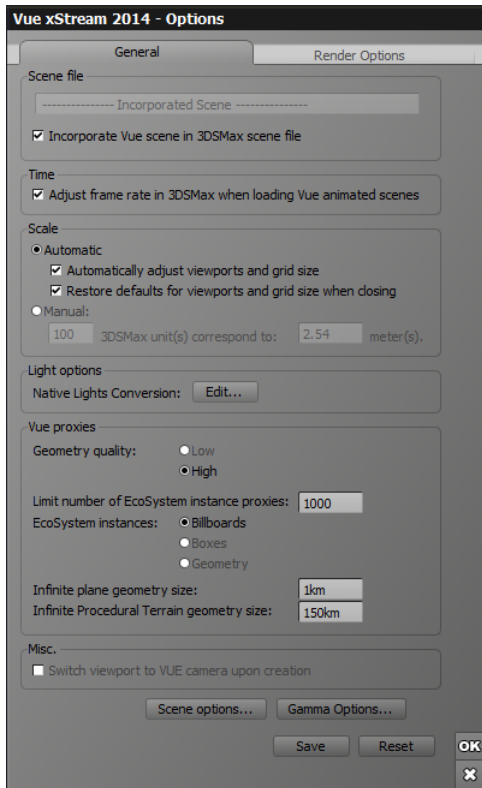 Vue xStream 2014 - Options
General
Render Options
Scene file
--------------- Incorporated Scene ---------------
Incorporate Vue scene in 3DSMax scene file
Time
Adjust frame rate in 3DSMax when loading Vue animated scenes
Scale
Automatic
Automatically adjust viewports and grid size
Restore defaults for viewports and grid size when closing
Manual:
100 3DSMax unit(s) correspond to: 2.54 meter(s).
Light options
Native Lights Conversion: Edit...
Vue proxies
Geometry quality: Low
High
Limit number of EcoSystem instance proxies: 1000
EcoSystem instances: Billboards
Boxes
Geometry
Infinite plane geometry size: 1km
Infinite Procedural Terrain geometry size: 150km
Misc.
Switch viewport to VUE camera upon creation
Scene options... Gamma Options...
Save Reset OK